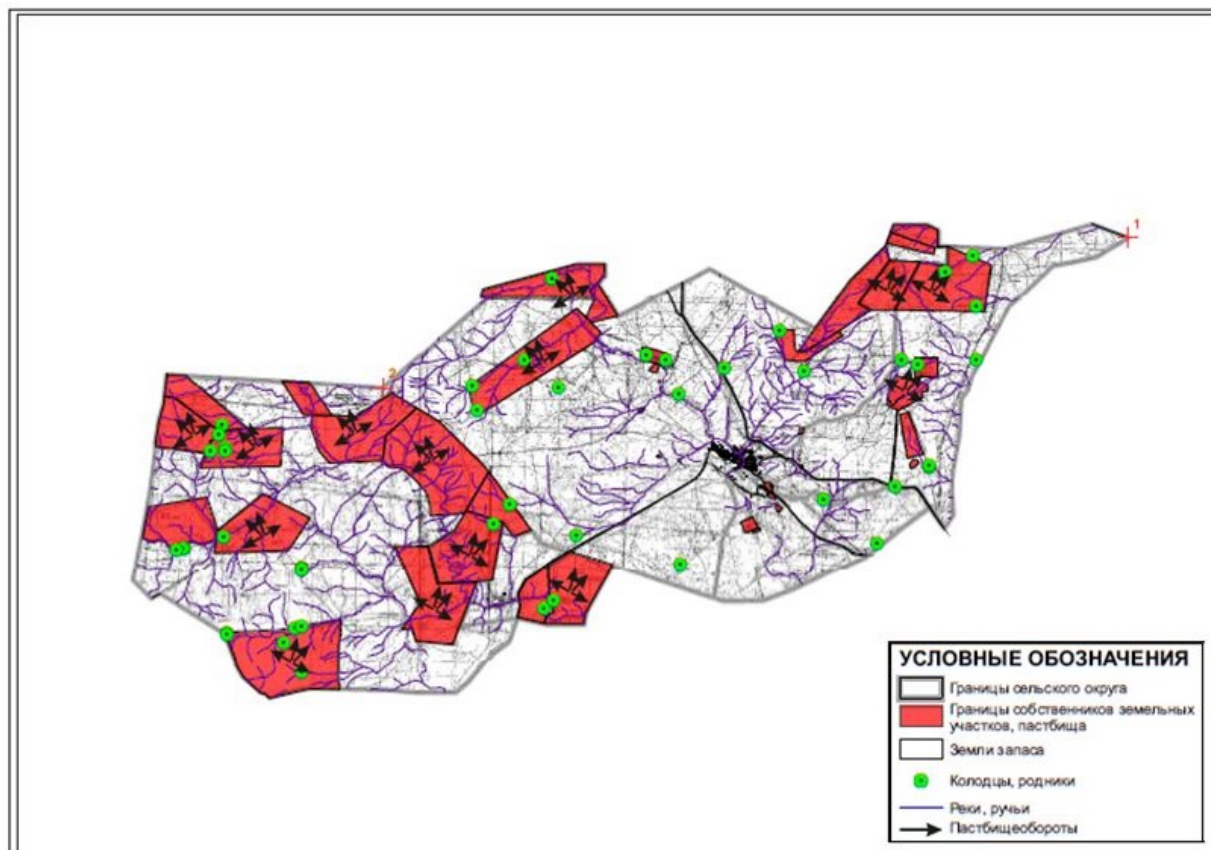 1
2
УСЛОВНЫЕ ОБОЗНАЧЕНИЯ
Границы сельского округа
Границы собственников земельных
участков, пастбища
Земли запаса
Колодцы, родники
Реки, ручьи
Пастбищеобороты